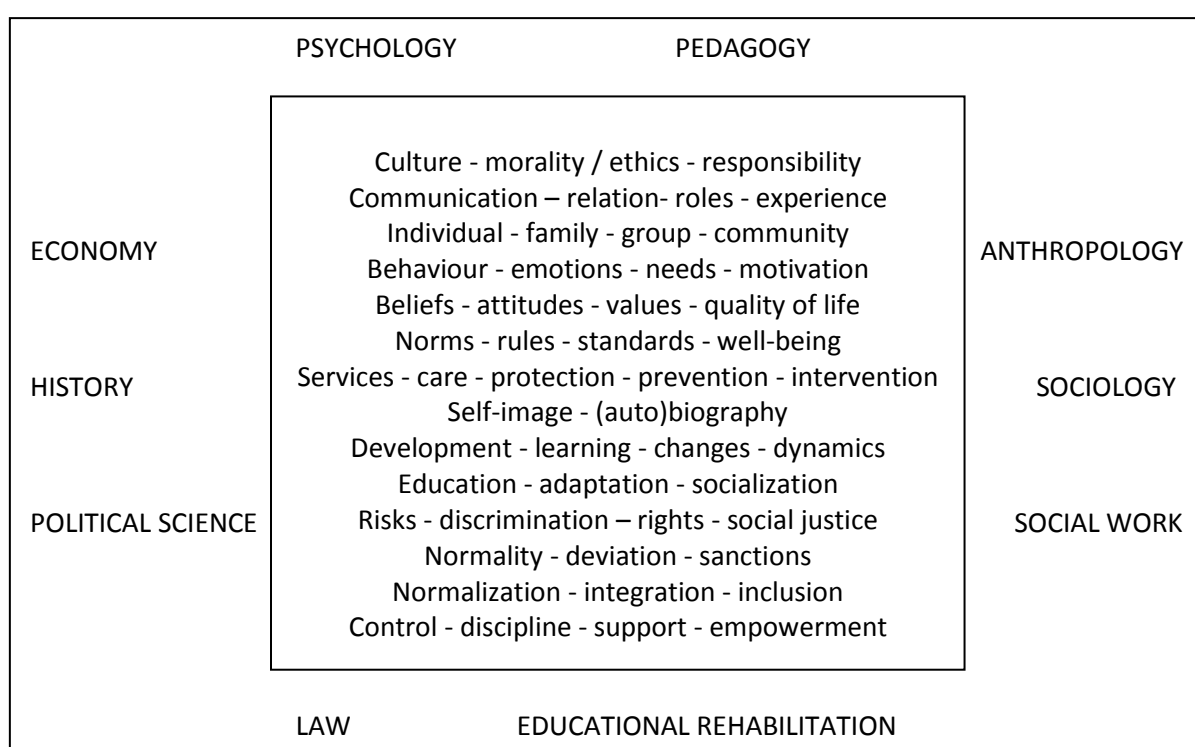 PSYCHOLOGY PEDAGOGY
Culture - morality / ethics - responsibility
Communication – relation- roles - experience
Individual - family - group - community
ECONOMY ANTHROPOLOGY
Behaviour - emotions - needs - motivation
Beliefs - attitudes - values - quality of life
Norms - rules - standards - well-being
Services - care - protection - prevention - intervention
HISTORY SOCIOLOGY
Self-image - (auto)biography
Development - learning - changes - dynamics
Education - adaptation - socialization
Risks - discrimination – rights - social justice
POLITICAL SCIENCE SOCIAL WORK
Normality - deviation - sanctions
Normalization - integration - inclusion
Control - discipline - support - empowerment
LAW EDUCATIONAL REHABILITATION